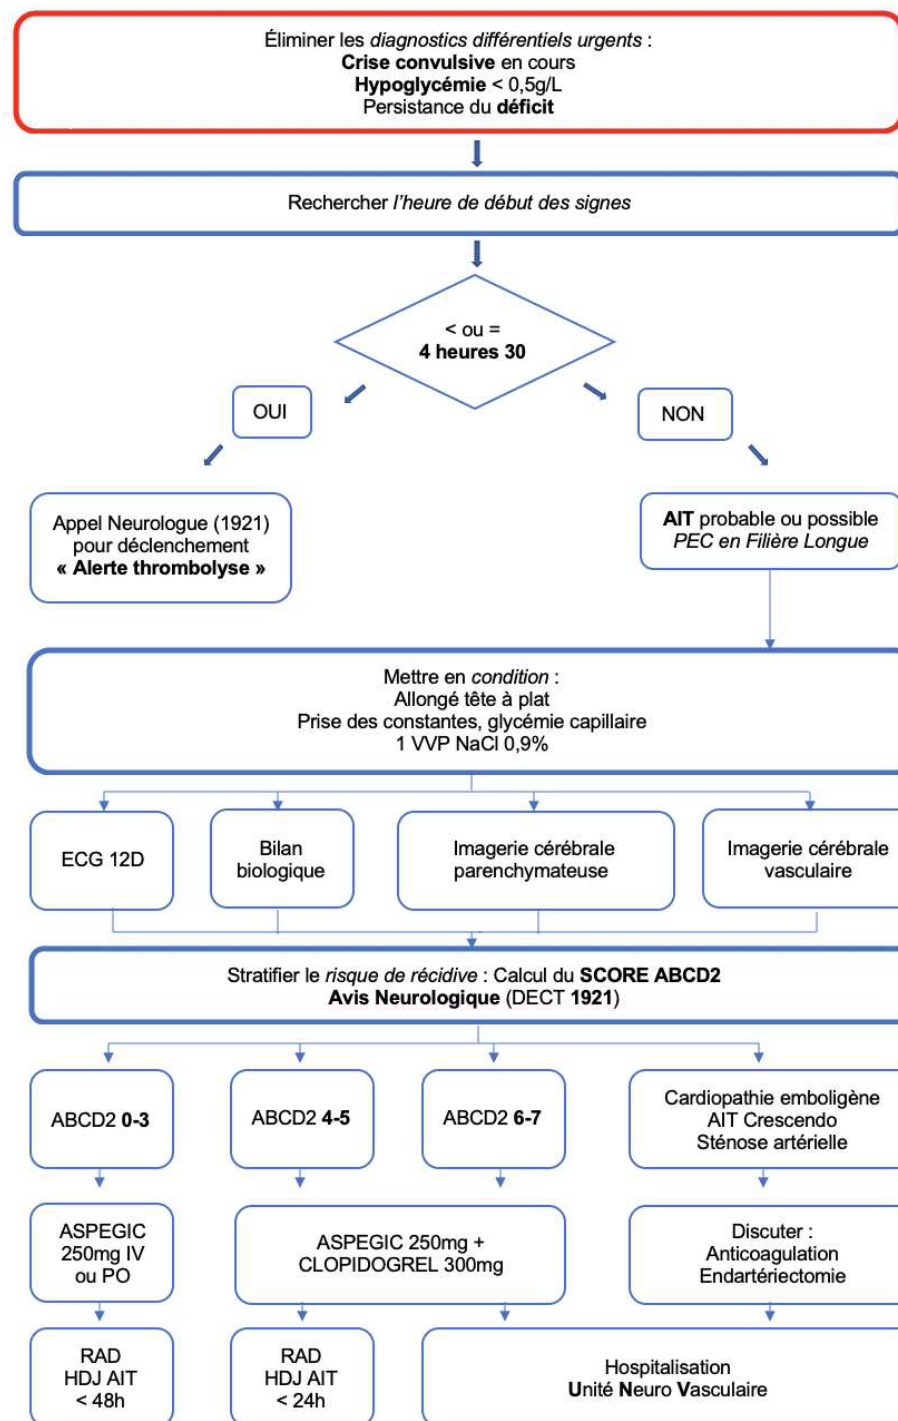 Éliminer les diagnostics différentiels urgents :
Crise convulsive en cours
Hypoglycémie < 0,5g/L
Persistance du déficit
Rechercher l'heure de début des signes
< ou =
4 heures 30
OUI
NON
Appel Neurologue (1921)
pour déclenchement
« Alerte thrombolyse »
AIT probable ou possible
PEC en Filière Longue
Mettre en condition :
Allongé tête à plat
Prise des constantes, glycémie capillaire
1 VVP NaCl 0,9%
ECG 12D
Bilan
biologique
Imagerie cérébrale
parenchymateuse
Imagerie cérébrale
vasculaire
Stratifier le risque de récidive : Calcul du SCORE ABCD2
Avis Neurologique (DECT 1921)
ABCD2 0-3
ABCD2 4-5
ABCD2 6-7
Cardiopathie emboligène
AIT Crescendo
Sténose artérielle
ASPEGIC
250mg IV
ou PO
ASPEGIC 250mg +
CLOPIDOGREL 300mg
Discuter :
Anticoagulation
Endartériectomie
RAD
HDJ AIT
< 48h
RAD
HDJ AIT
< 24h
Hospitalisation
Unité Neuro Vasculaire